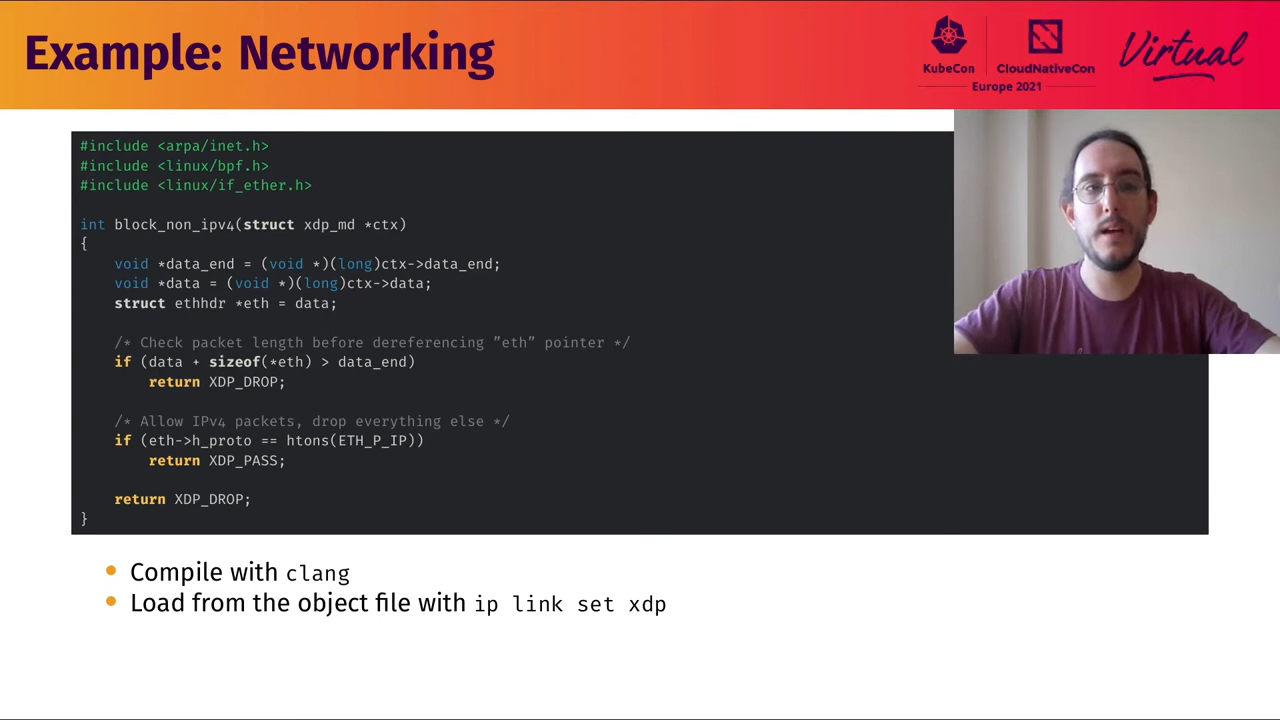 Example: Networking
KubeCon
CloudNativeCon
Europe 2021
Virtual
#include <arpa/inet.h>
#include <linux/bpf.h>
#include <linux/if_ether.h>
int block_non_ipv4(struct xdp_md *ctx)
{
    void *data_end = (void *)(long)ctx->data_end;
    void *data = (void *)(long)ctx->data;
    struct ethhdr *eth = data;
    /* Check packet length before dereferencing ”eth” pointer */
    if (data + sizeof(*eth) > data_end)
        return XDP_DROP;
    /* Allow IPv4 packets, drop everything else */
    if (eth->h_proto == htons(ETH_P_IP))
        return XDP_PASS;
    return XDP_DROP;
}
• Compile with clang
• Load from the object file with ip link set xdp